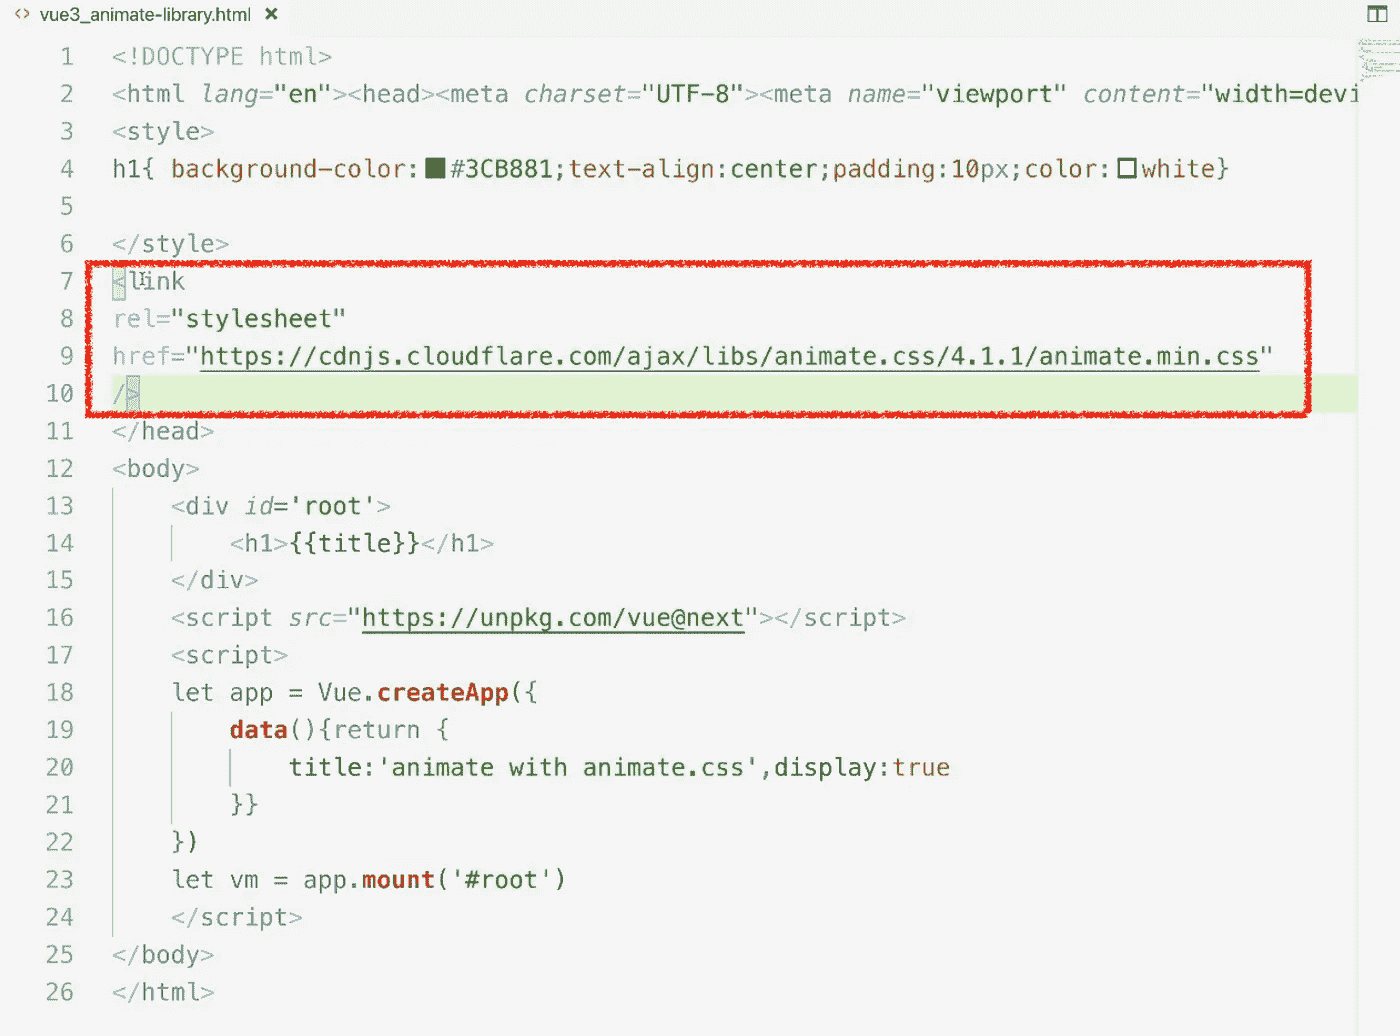 <> vue3_animate-library.html ×
1 <!DOCTYPE html>
2 <html lang="en"><head><meta charset="UTF-8"><meta name="viewport" content="width=devi
3 <style>
4 h1{ background-color:#3CB881;text-align:center;padding:10px;color:white}
5
6 </style>
7 <link
8 rel="stylesheet"
9 href="https://cdnjs.cloudflare.com/ajax/libs/animate.css/4.1.1/animate.min.css"
10 />
11 </head>
12 <body>
13     <div id='root'>
14         <h1>{{title}}</h1>
15     </div>
16     <script src="https://unpkg.com/vue@next"></script>
17     <script>
18     let app = Vue.createApp({
19         data(){return {
20             title:'animate with animate.css',display:true
21         }}
22     })
23     let vm = app.mount('#root')
24     </script>
25 </body>
26 </html>